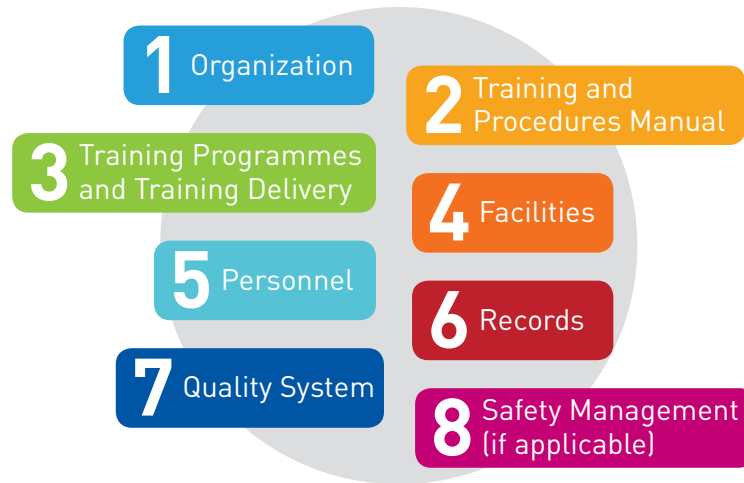 1 Organization
2 Training and
Procedures Manual
3 Training Programmes
and Training Delivery
4 Facilities
5 Personnel
6 Records
7 Quality System
8 Safety Management
(if applicable)